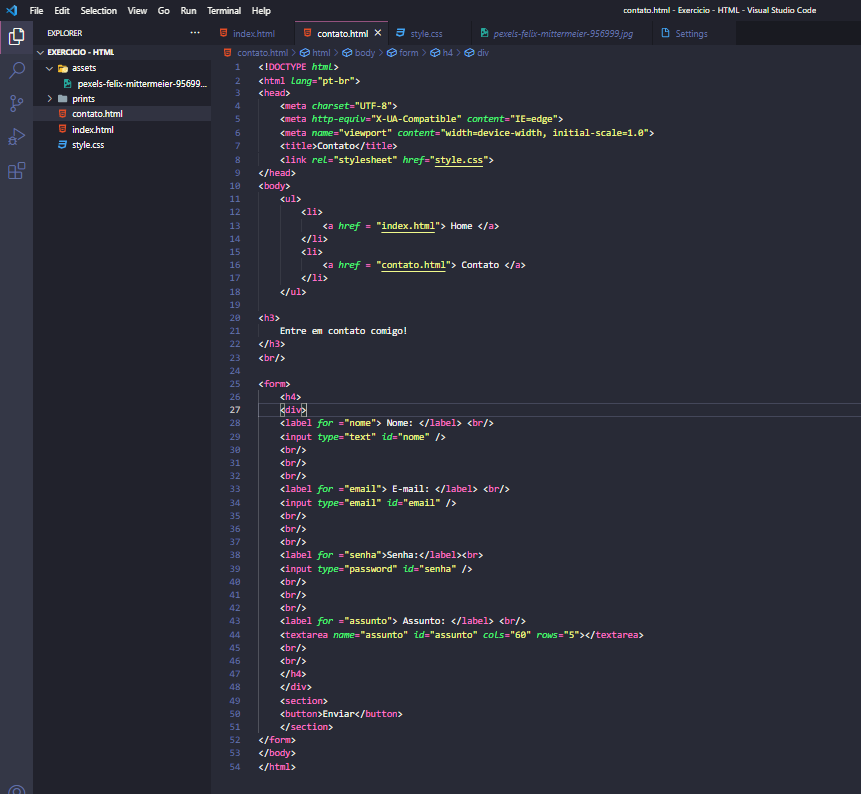 File Edit Selection View Go Run Terminal Help contato.html - Exercicio - HTML - Visual Studio Code
EXPLORER ···
index.html contato.html style.css pexels-felix-mittermeier-956999.jpg Settings
EXERCICIO - HTML
contato.html > html > body > form > h4 > div
assets
pexels-felix-mittermeier-95699...
prints
contato.html
index.html
style.css
1 <!DOCTYPE html>
2 <html lang="pt-br">
3 <head>
4 <meta charset="UTF-8">
5 <meta http-equiv="X-UA-Compatible" content="IE=edge">
6 <meta name="viewport" content="width=device-width, initial-scale=1.0">
7 <title>Contato</title>
8 <link rel="stylesheet" href="style.css">
9 </head>
10 <body>
11 <ul>
12 <li>
13 <a href = "index.html"> Home </a>
14 </li>
15 <li>
16 <a href = "contato.html"> Contato </a>
17 </li>
18 </ul>
19
20 <h3>
21 Entre em contato comigo!
22 </h3>
23 <br/>
24
25 <form>
26 <h4>
27 <div>
28 <label for ="nome"> Nome: </label> <br/>
29 <input type="text" id="nome" />
30 <br/>
31 <br/>
32 <br/>
33 <label for ="email"> E-mail: </label> <br/>
34 <input type="email" id="email" />
35 <br/>
36 <br/>
37 <br/>
38 <label for ="senha">Senha:</label><br>
39 <input type="password" id="senha" />
40 <br/>
41 <br/>
42 <br/>
43 <label for ="assunto"> Assunto: </label> <br/>
44 <textarea name="assunto" id="assunto" cols="60" rows="5"></textarea>
45 <br/>
46 <br/>
47 </h4>
48 </div>
49 <section>
50 <button>Enviar</button>
51 </section>
52 </form>
53 </body>
54 </html>